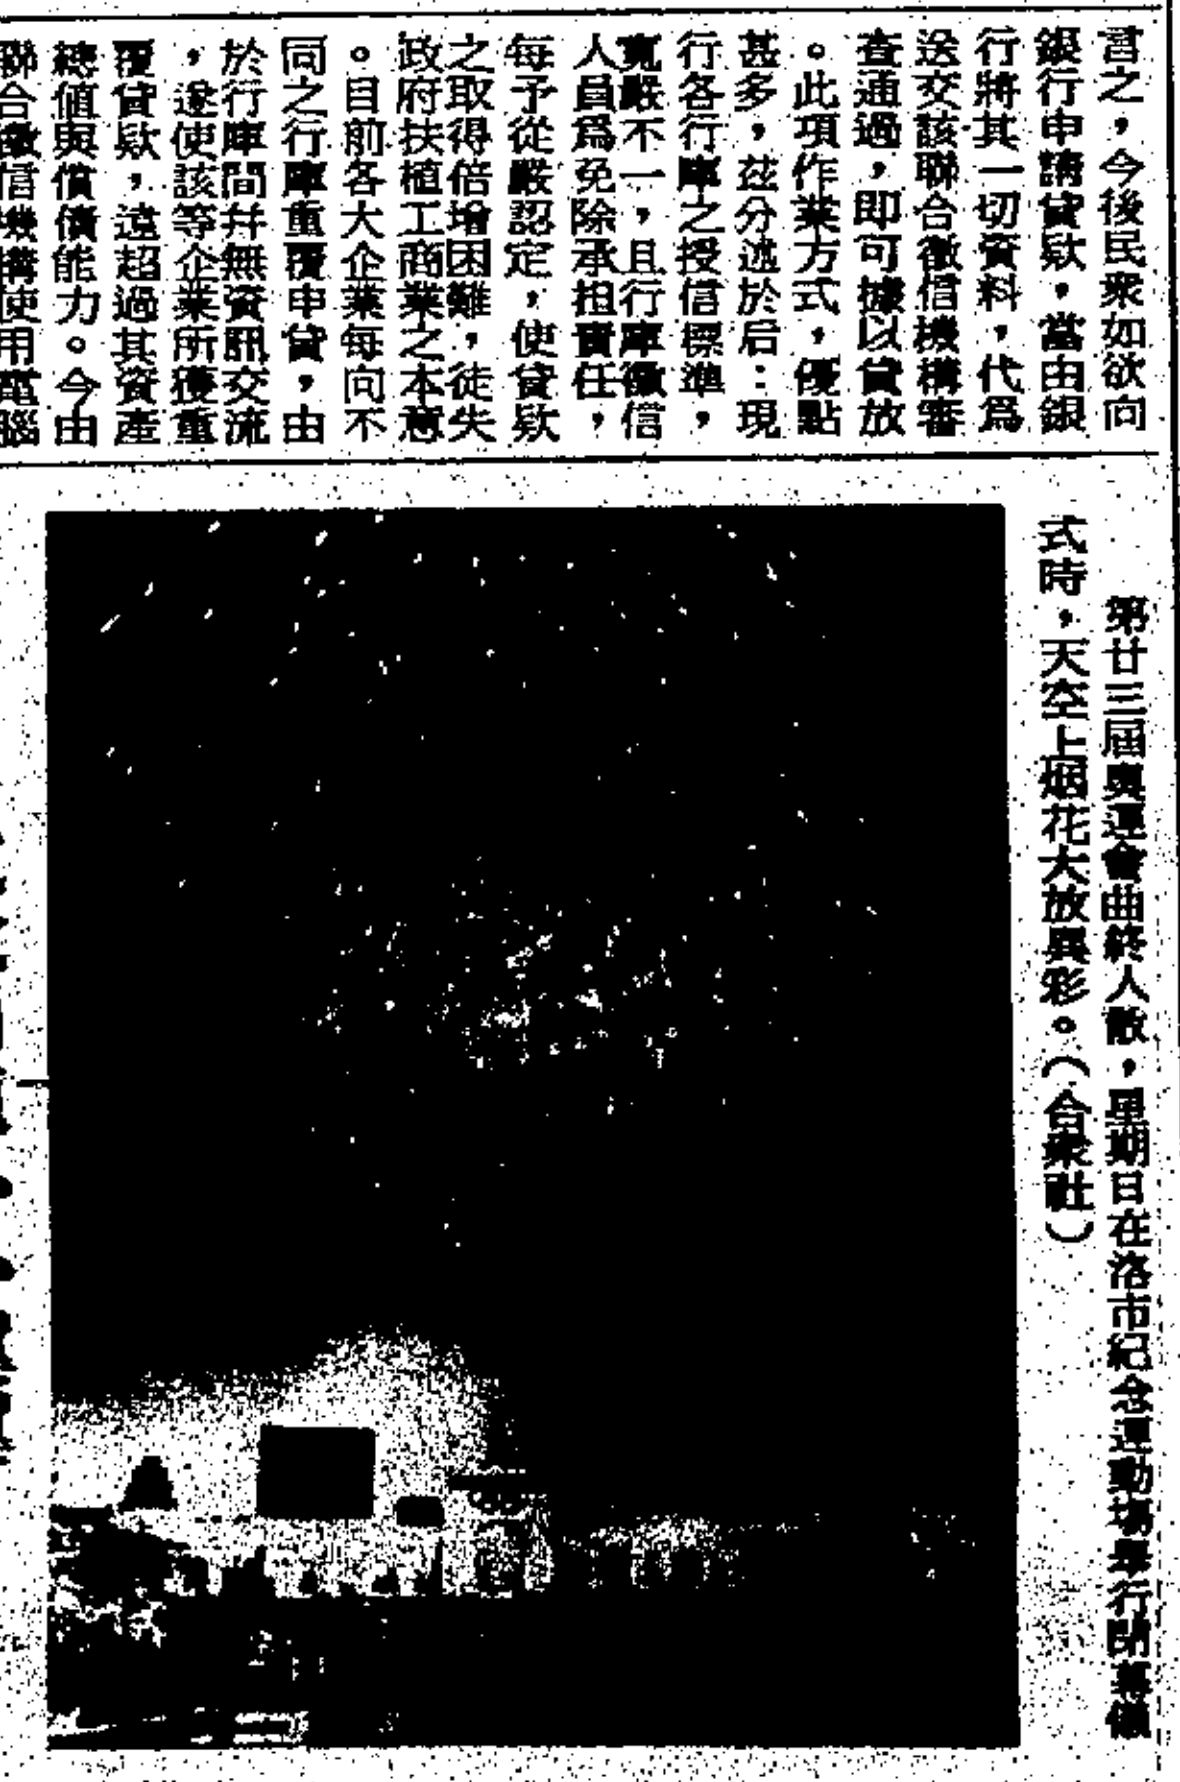 言之，今後民衆如欲向
銀行申請貸欵，當由銀
行將其一切資料，代爲
送交該聯合徵信機構審
查通過，即可據以貸放
。此項作業方式，優點
甚多，茲分述於后：現
行各行庫之授信標準，
寬嚴不一，且行庫徵信
人員爲免除承担責任，
每予從嚴認定，使貸欵
之取得倍增困難，徒失
政府扶植工商業之本意
。目前各大企業每向不
同之行庫重覆申貸，由
於行庫間并無資訊交流
，遂使該等企業所獲重
覆貸欵，遠超過其資產
總值與償債能力。今由
聯合徵信機構使用電腦
第廿三屆奧運會曲終人散，星期日在洛市紀念運動場舉行閉幕儀
式時，天空上烟花大放異彩。（合衆社）